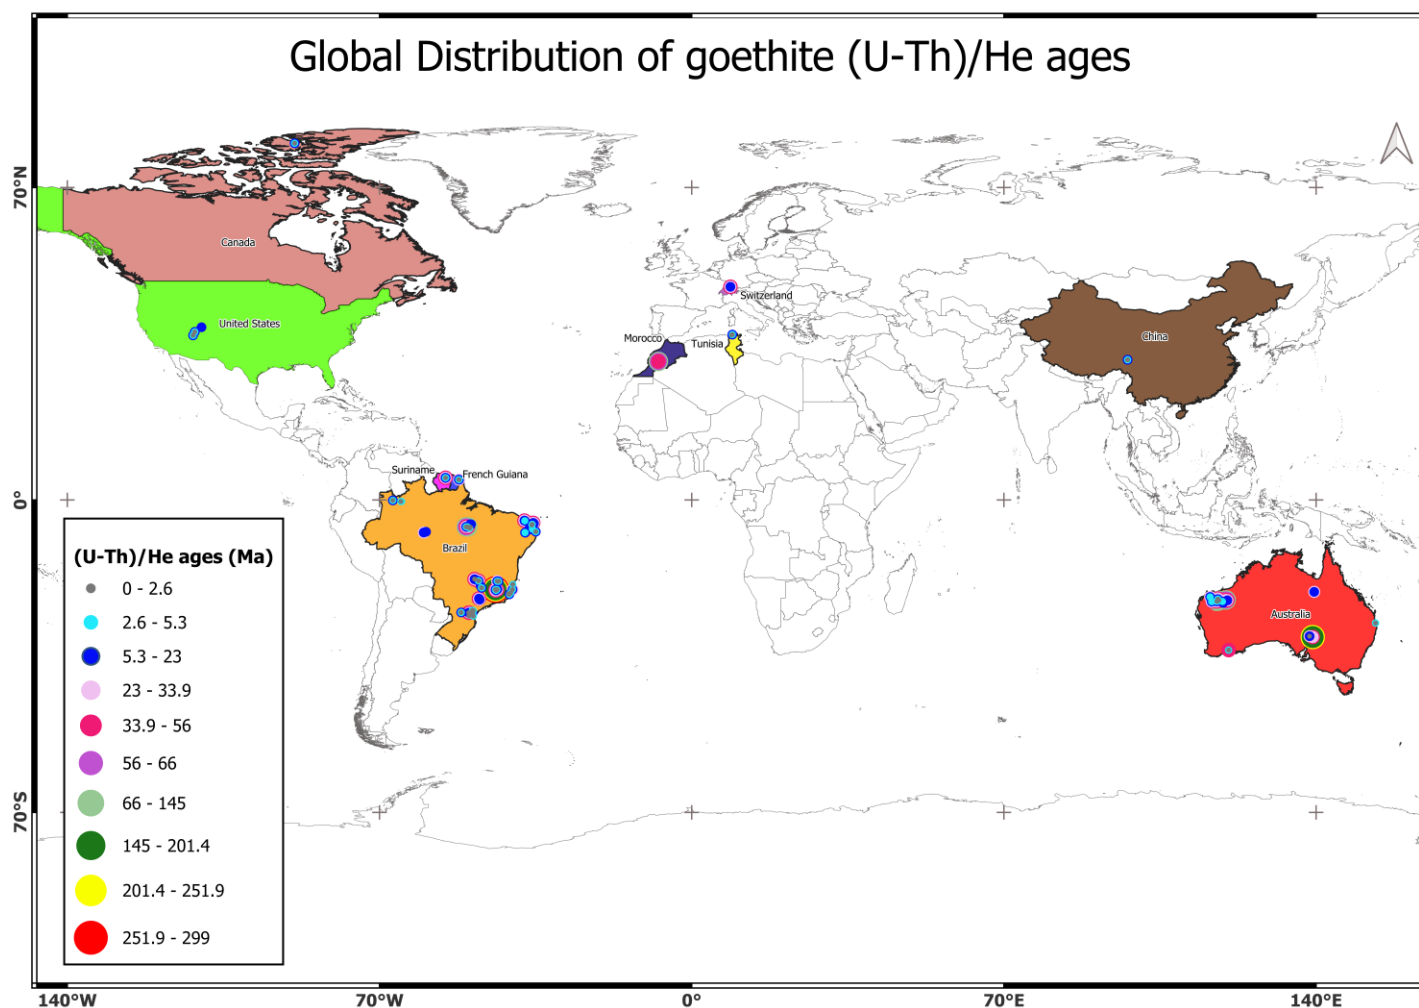 Global Distribution of goethite (U-Th)/He ages
70°N
Canada
United States
Switzerland
Morocco
Tunisia
China
Suriname
French Guiana
0°
Brazil
Australia
(U-Th)/He ages (Ma)
0 - 2.6
2.6 - 5.3
5.3 - 23
23 - 33.9
33.9 - 56
56 - 66
66 - 145
145 - 201.4
201.4 - 251.9
251.9 - 299
70°S
140°W
70°W
0°
70°E
140°E